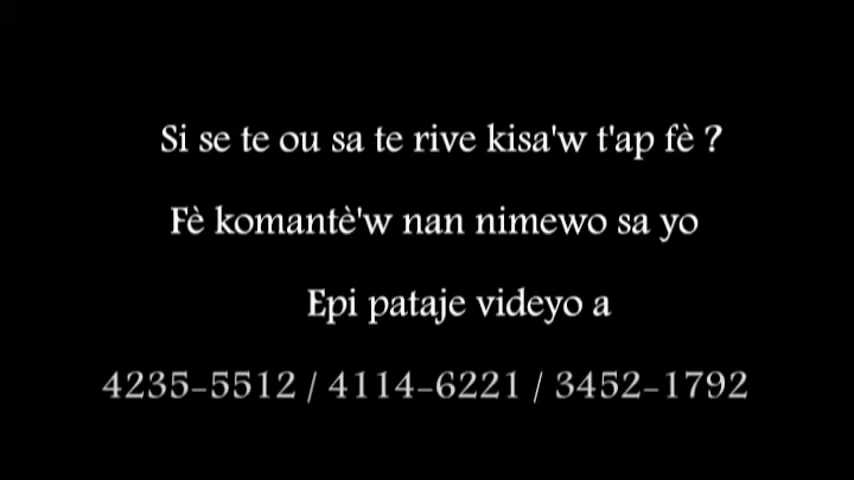 Si se te ou sa te rive kisa'w t'ap fè ?
Fè komantè'w nan nimewo sa yo
Epi pataje videyo a
4235-5512 / 4114-6221 / 3452-1792